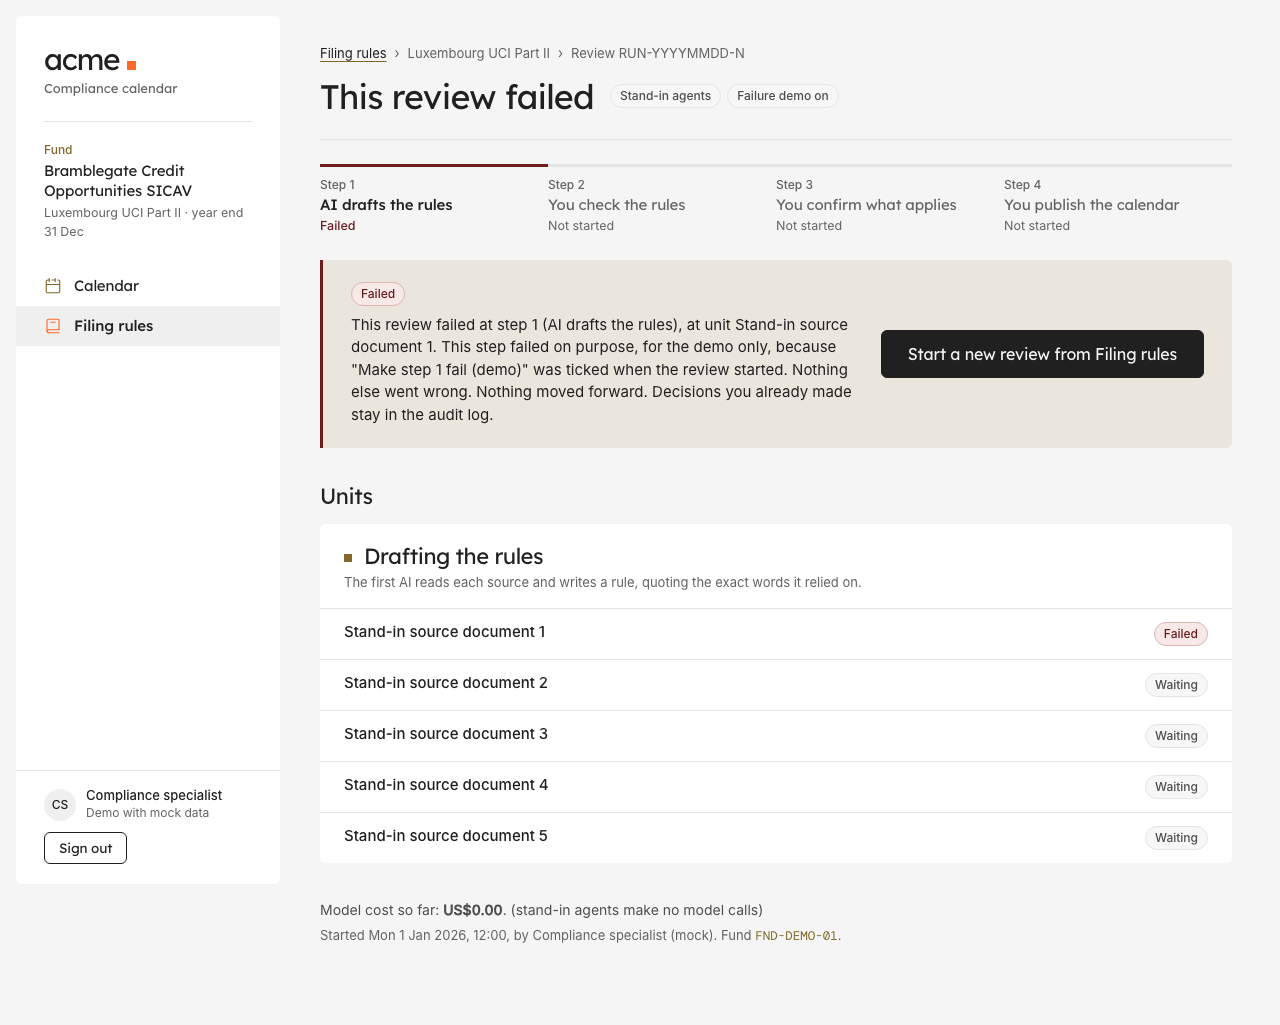 acme
Compliance calendar
Fund
Bramblegate Credit
Opportunities SICAV
Luxembourg UCI Part II · year end
31 Dec
Calendar
Filing rules
CS
Compliance specialist
Demo with mock data
Sign out
Filing rules › Luxembourg UCI Part II › Review RUN-YYYYMMDD-N
This review failed
Stand-in agents
Failure demo on
Step 1
AI drafts the rules
Failed
Step 2
You check the rules
Not started
Step 3
You confirm what applies
Not started
Step 4
You publish the calendar
Not started
Failed
This review failed at step 1 (AI drafts the rules), at unit Stand-in source
document 1. This step failed on purpose, for the demo only, because
"Make step 1 fail (demo)" was ticked when the review started. Nothing
else went wrong. Nothing moved forward. Decisions you already made
stay in the audit log.
Start a new review from Filing rules
Units
Drafting the rules
The first AI reads each source and writes a rule, quoting the exact words it relied on.
Stand-in source document 1
Failed
Stand-in source document 2
Waiting
Stand-in source document 3
Waiting
Stand-in source document 4
Waiting
Stand-in source document 5
Waiting
Model cost so far: US$0.00. (stand-in agents make no model calls)
Started Mon 1 Jan 2026, 12:00, by Compliance specialist (mock). Fund FND-DEMO-01.